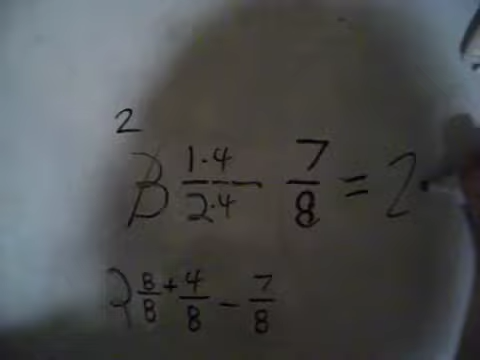 2
3 1·4/2·4 - 7/8 = 2
2 8/8 + 4/8 - 7/8